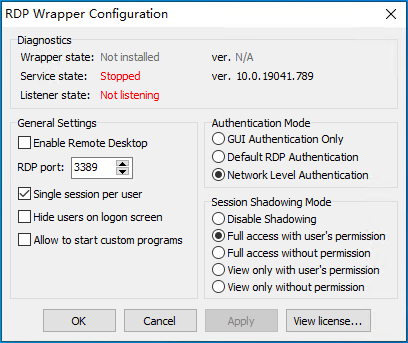 RDP Wrapper Configuration
Diagnostics
Wrapper state: Not installed ver. N/A
Service state: Stopped ver. 10.0.19041.789
Listener state: Not listening
General Settings
Enable Remote Desktop
RDP port: 3389
Single session per user
Hide users on logon screen
Allow to start custom programs
Authentication Mode
GUI Authentication Only
Default RDP Authentication
Network Level Authentication
Session Shadowing Mode
Disable Shadowing
Full access with user's permission
Full access without permission
View only with user's permission
View only without permission
OK Cancel Apply View license...